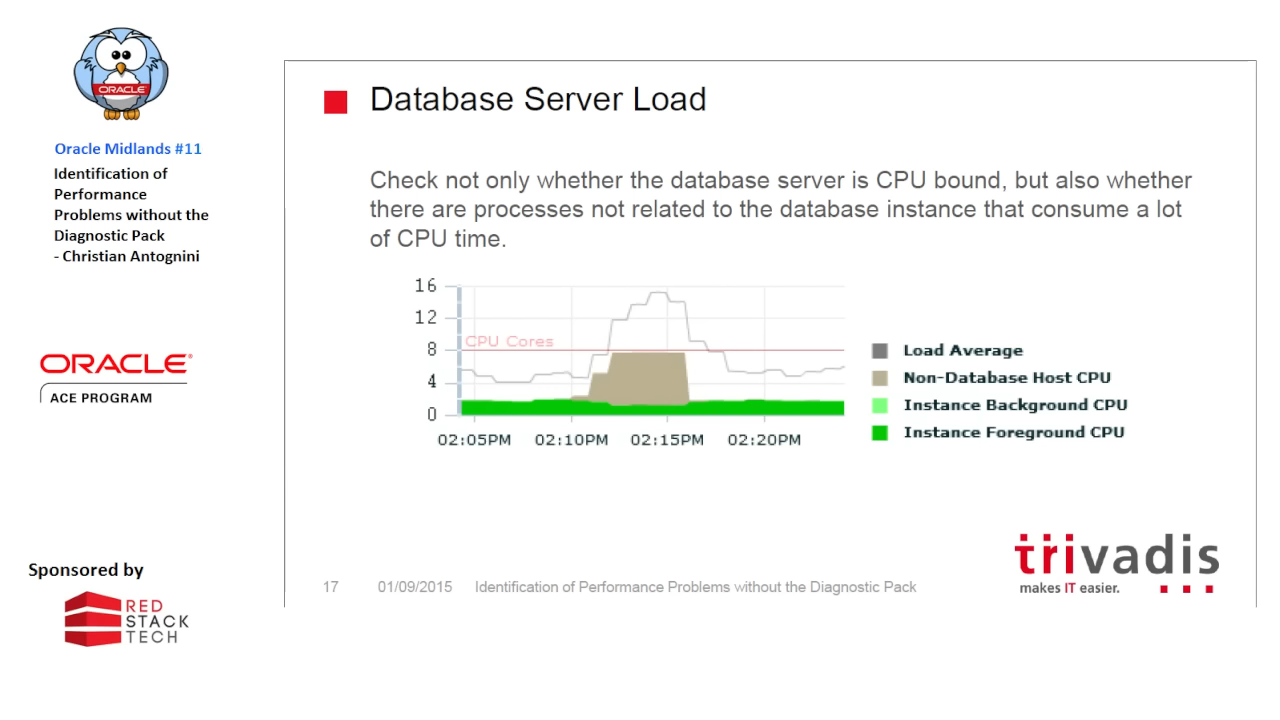 ORACLE
Oracle Midlands #11
Identification of
Performance
Problems without the
Diagnostic Pack
- Christian Antognini
ORACLE®
ACE PROGRAM
Sponsored by
RED
STACK
TECH
Database Server Load
Check not only whether the database server is CPU bound, but also whether
there are processes not related to the database instance that consume a lot
of CPU time.
16
12
8
4
0
CPU Cores
02:05PM 02:10PM 02:15PM 02:20PM
Load Average
Non-Database Host CPU
Instance Background CPU
Instance Foreground CPU
trivadis
makes IT easier.
17 01/09/2015 Identification of Performance Problems without the Diagnostic Pack